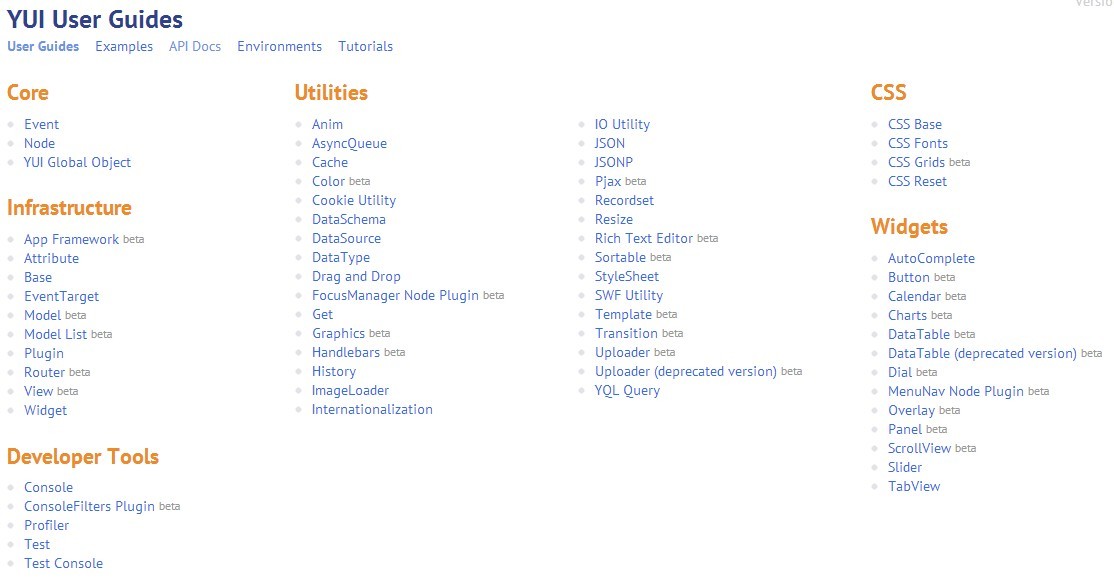 Versio
YUI User Guides
User Guides Examples API Docs Environments Tutorials
Core
Event
Node
YUI Global Object
Infrastructure
App Framework beta
Attribute
Base
EventTarget
Model beta
Model List beta
Plugin
Router beta
View beta
Widget
Developer Tools
Console
ConsoleFilters Plugin beta
Profiler
Test
Test Console
Utilities
Anim
AsyncQueue
Cache
Color beta
Cookie Utility
DataSchema
DataSource
DataType
Drag and Drop
FocusManager Node Plugin beta
Get
Graphics beta
Handlebars beta
History
ImageLoader
Internationalization
IO Utility
JSON
JSONP
Pjax beta
Recordset
Resize
Rich Text Editor beta
Sortable beta
StyleSheet
SWF Utility
Template beta
Transition beta
Uploader beta
Uploader (deprecated version) beta
YQL Query
CSS
CSS Base
CSS Fonts
CSS Grids beta
CSS Reset
Widgets
AutoComplete
Button beta
Calendar beta
Charts beta
DataTable beta
DataTable (deprecated version) beta
Dial beta
MenuNav Node Plugin beta
Overlay beta
Panel beta
ScrollView beta
Slider
TabView